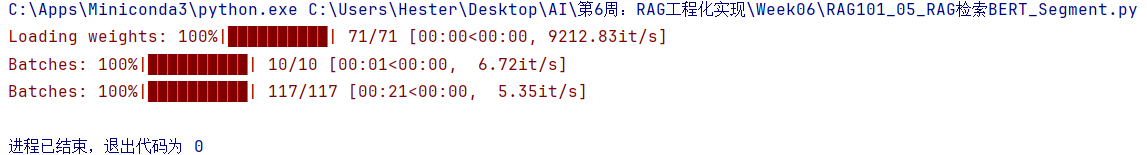 C:\Apps\Miniconda3\python.exe C:\Users\Hester\Desktop\AI\第6周：RAG工程化实现\Week06\RAG101_05_RAG检索BERT_Segment.py
Loading weights: 100%|██████████| 71/71 [00:00<00:00, 9212.83it/s]
Batches: 100%|██████████| 10/10 [00:01<00:00,  6.72it/s]
Batches: 100%|██████████| 117/117 [00:21<00:00,  5.35it/s]
进程已结束，退出代码为 0